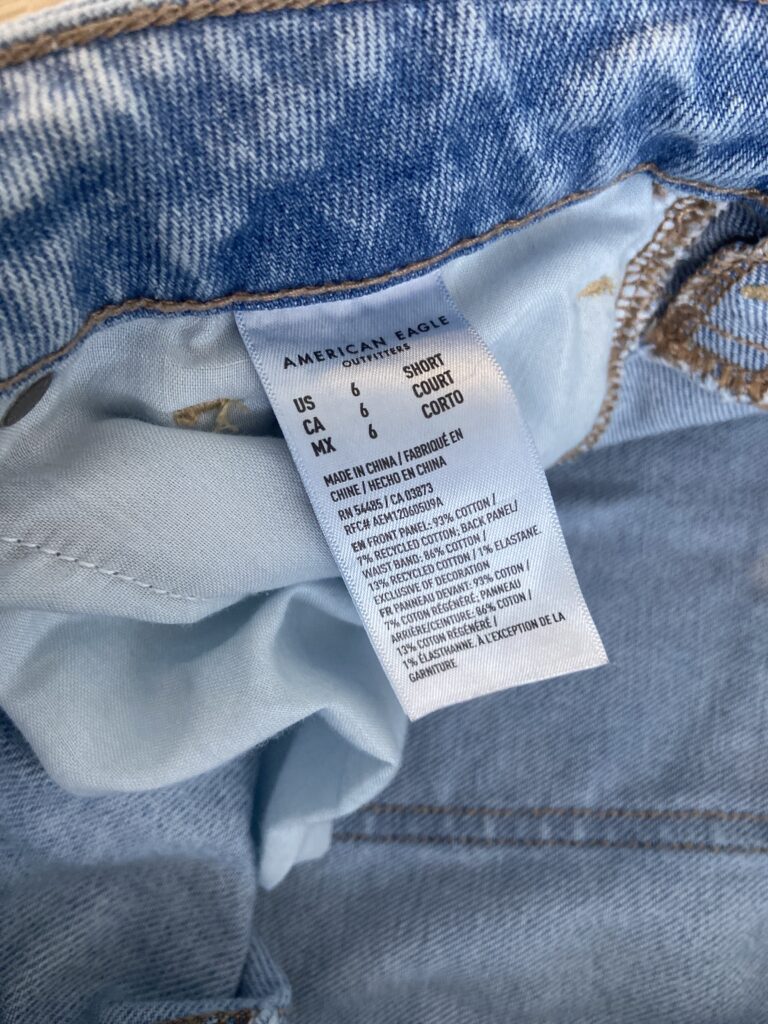 AMERICAN EAGLE
OUTFITTERS
US 6 SHORT
CA 6 COURT
MX 6 CORTO
MADE IN CHINA / FABRIQUÉ EN
CHINE / HECHO EN CHINA
RN 54485 / CA 03873
RFC# AEM1206050U9A
EN FRONT PANEL: 93% COTTON /
7% RECYCLED COTTON; BACK PANEL/
WAIST BAND: 86% COTTON /
13% RECYCLED COTTON / 1% ELASTANE.
EXCLUSIVE OF DECORATION
FR PANNEAU DEVANT: 93% COTON /
7% COTON RÉGÉNÉRÉ; PANNEAU
ARRIÈRE/CEINTURE: 86% COTON /
13% COTON RÉGÉNÉRÉ /
1% ÉLASTHANNE. À L'EXCEPTION DE LA
GARNITURE